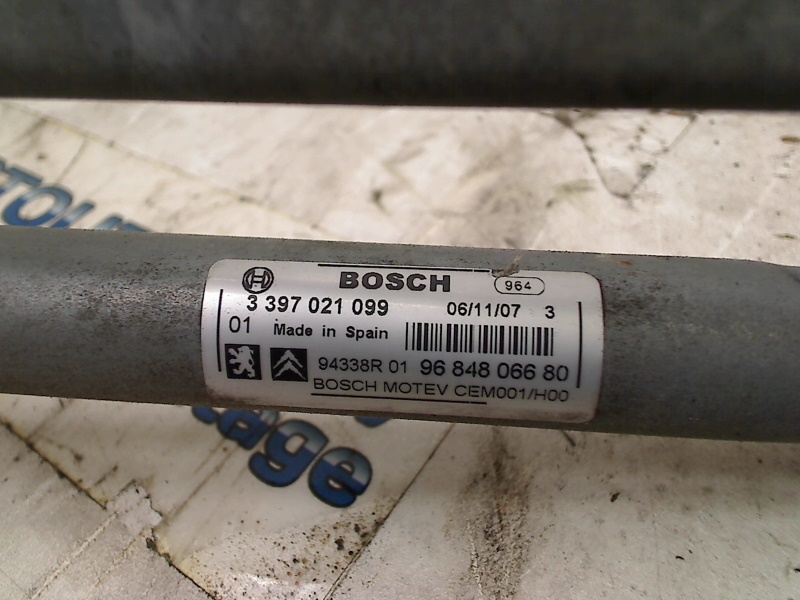 BOSCH 964
3 397 021 099 06/11/07 3
01 Made in Spain
94338R 01 96 848 066 80
BOSCH MOTEV CEM001/H00
age